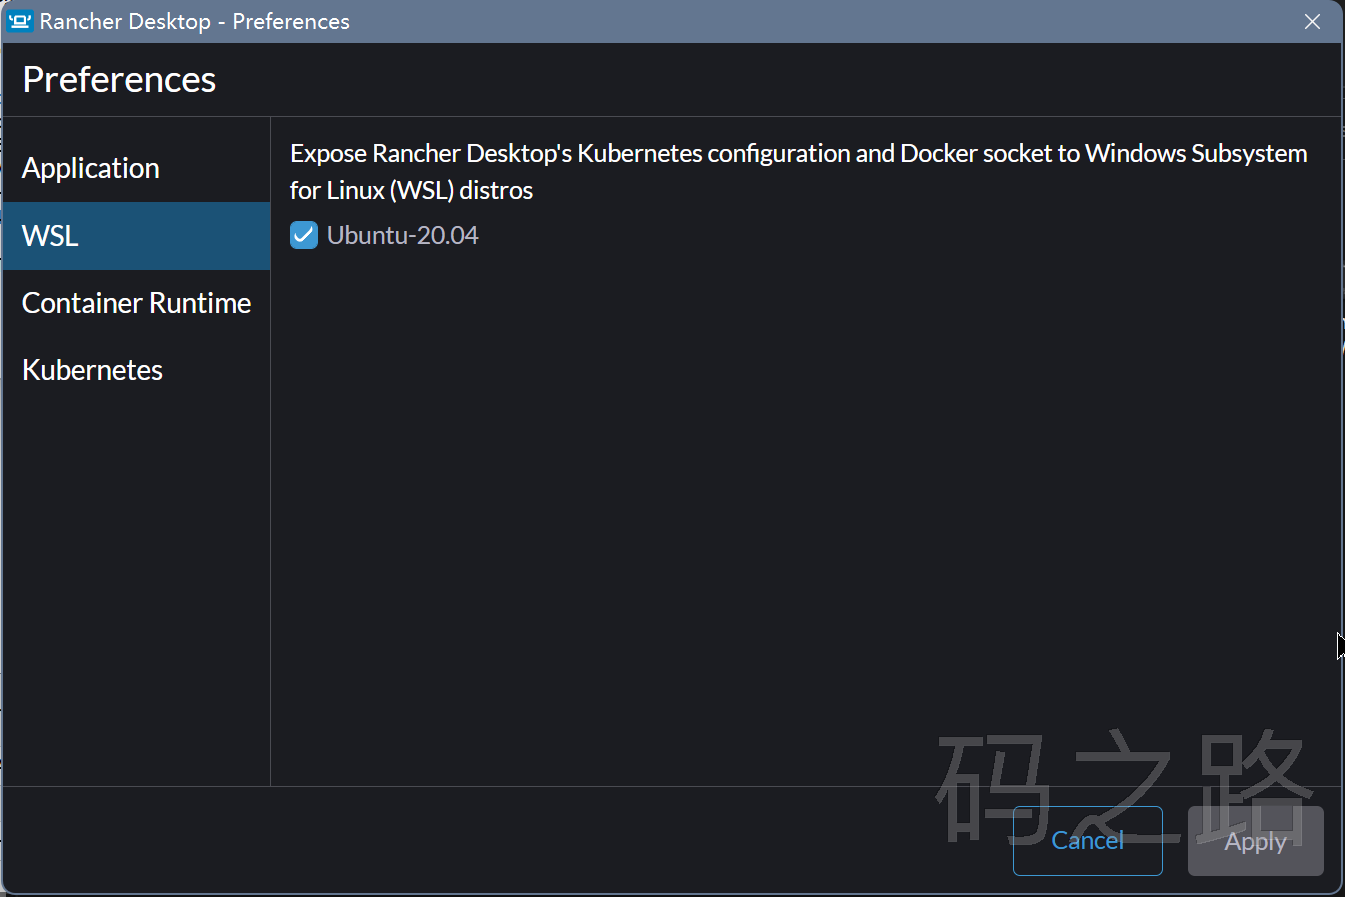 Rancher Desktop - Preferences
Preferences
Application
WSL
Container Runtime
Kubernetes
Expose Rancher Desktop's Kubernetes configuration and Docker socket to Windows Subsystem
for Linux (WSL) distros
Ubuntu-20.04
码之路
Cancel
Apply